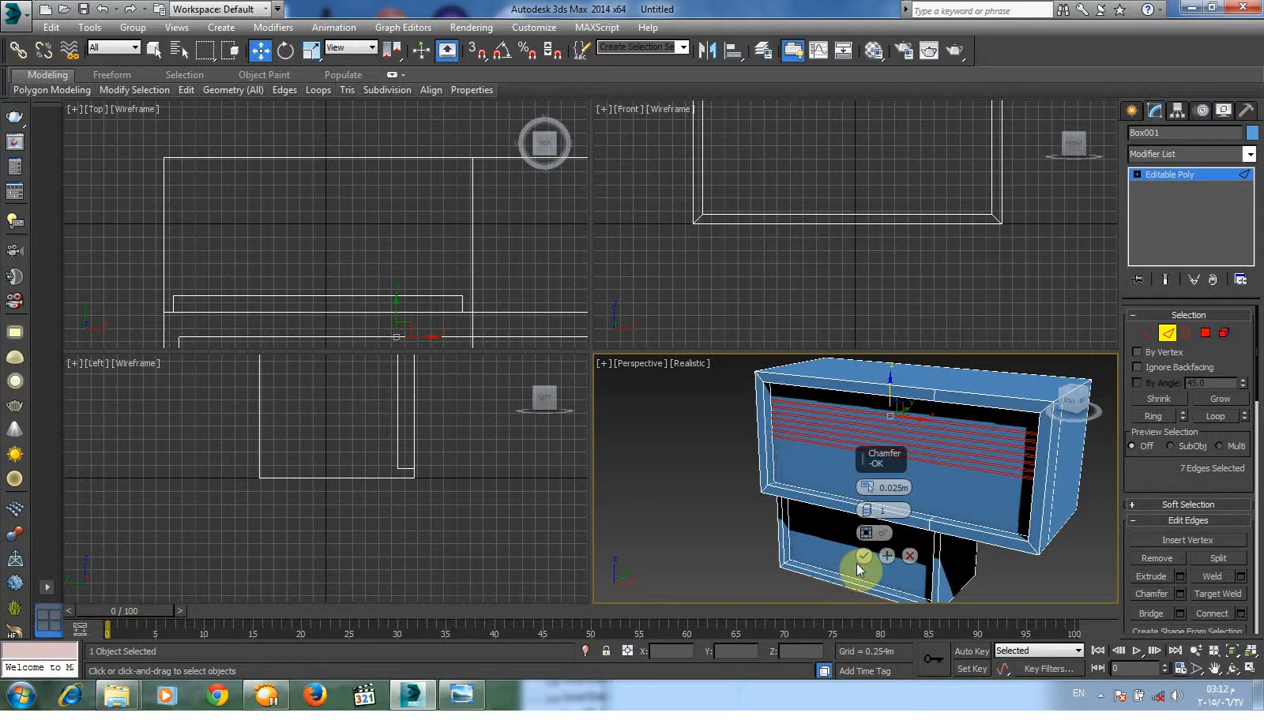 Workspace: Default
Autodesk 3ds Max 2014 x64    Untitled
Type a keyword or phrase
Edit Tools Group Views Create Modifiers Animation Graph Editors Rendering Customize MAXScript Help
All
View
Create Selection Se
Modeling Freeform Selection Object Paint Populate
Polygon Modeling Modify Selection Edit Geometry (All) Edges Loops Tris Subdivision Align Properties
[+] [Top] [Wireframe]
TOP
[+] [Front] [Wireframe]
FRONT
Box001
Modifier List
Editable Poly
Selection
By Vertex
Ignore Backfacing
By Angle: 45.0
Shrink Grow
Ring Loop
Preview Selection
Off SubObj Multi
7 Edges Selected
Soft Selection
Edit Edges
Insert Vertex
Remove Split
Extrude Weld
Chamfer Target Weld
Bridge Connect
Create Shape From Selection
[+] [Left] [Wireframe]
LEFT
[+] [Perspective] [Realistic]
Chamfer
-OK
0.025m
1
0 / 100
0 5 10 15 20 25 30 35 40 45 50 55 60 65 70 75 80 85 90 95 100
1 Object Selected
X: Y: Z:
Grid = 0.254m
Auto Key Selected
Welcome to M
Click or click-and-drag to select objects
Add Time Tag
Set Key Key Filters...
0
EN
03:12 م
٢٠١٥/٠٦/٢٧